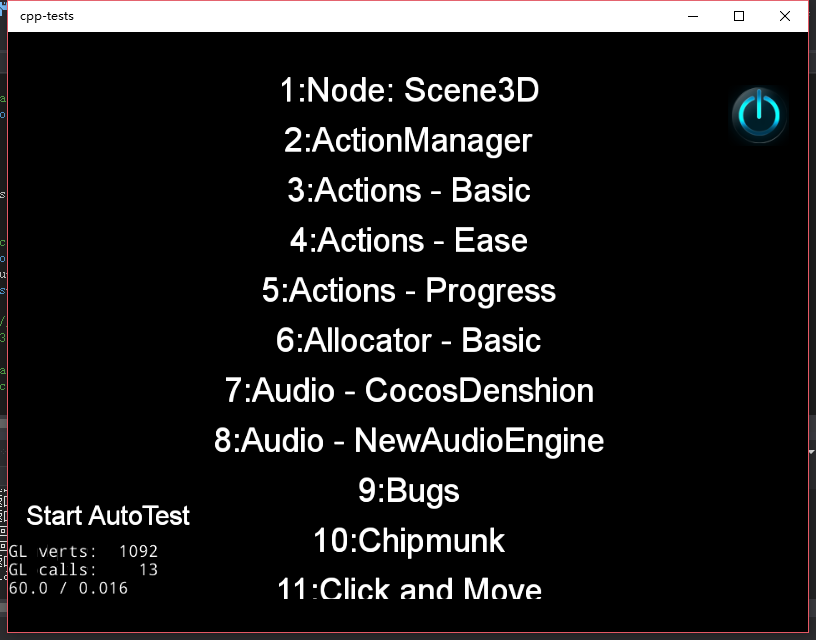 cpp-tests
1:Node: Scene3D
2:ActionManager
3:Actions - Basic
4:Actions - Ease
5:Actions - Progress
6:Allocator - Basic
7:Audio - CocosDenshion
8:Audio - NewAudioEngine
9:Bugs
10:Chipmunk
11:Click and Move
Start AutoTest
GL verts: 1092
GL calls: 13
60.0 / 0.016